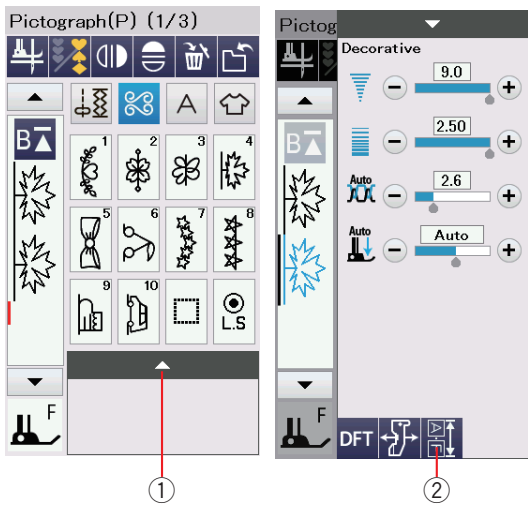 Pictograph(P) (1/3)
A
B
1
2
3
4
5
6
7
8
9
10
L.S
F
①
Pictog
Decorative
9.0
B
2.50
Auto
2.6
Auto
Auto
F
DFT
A
②